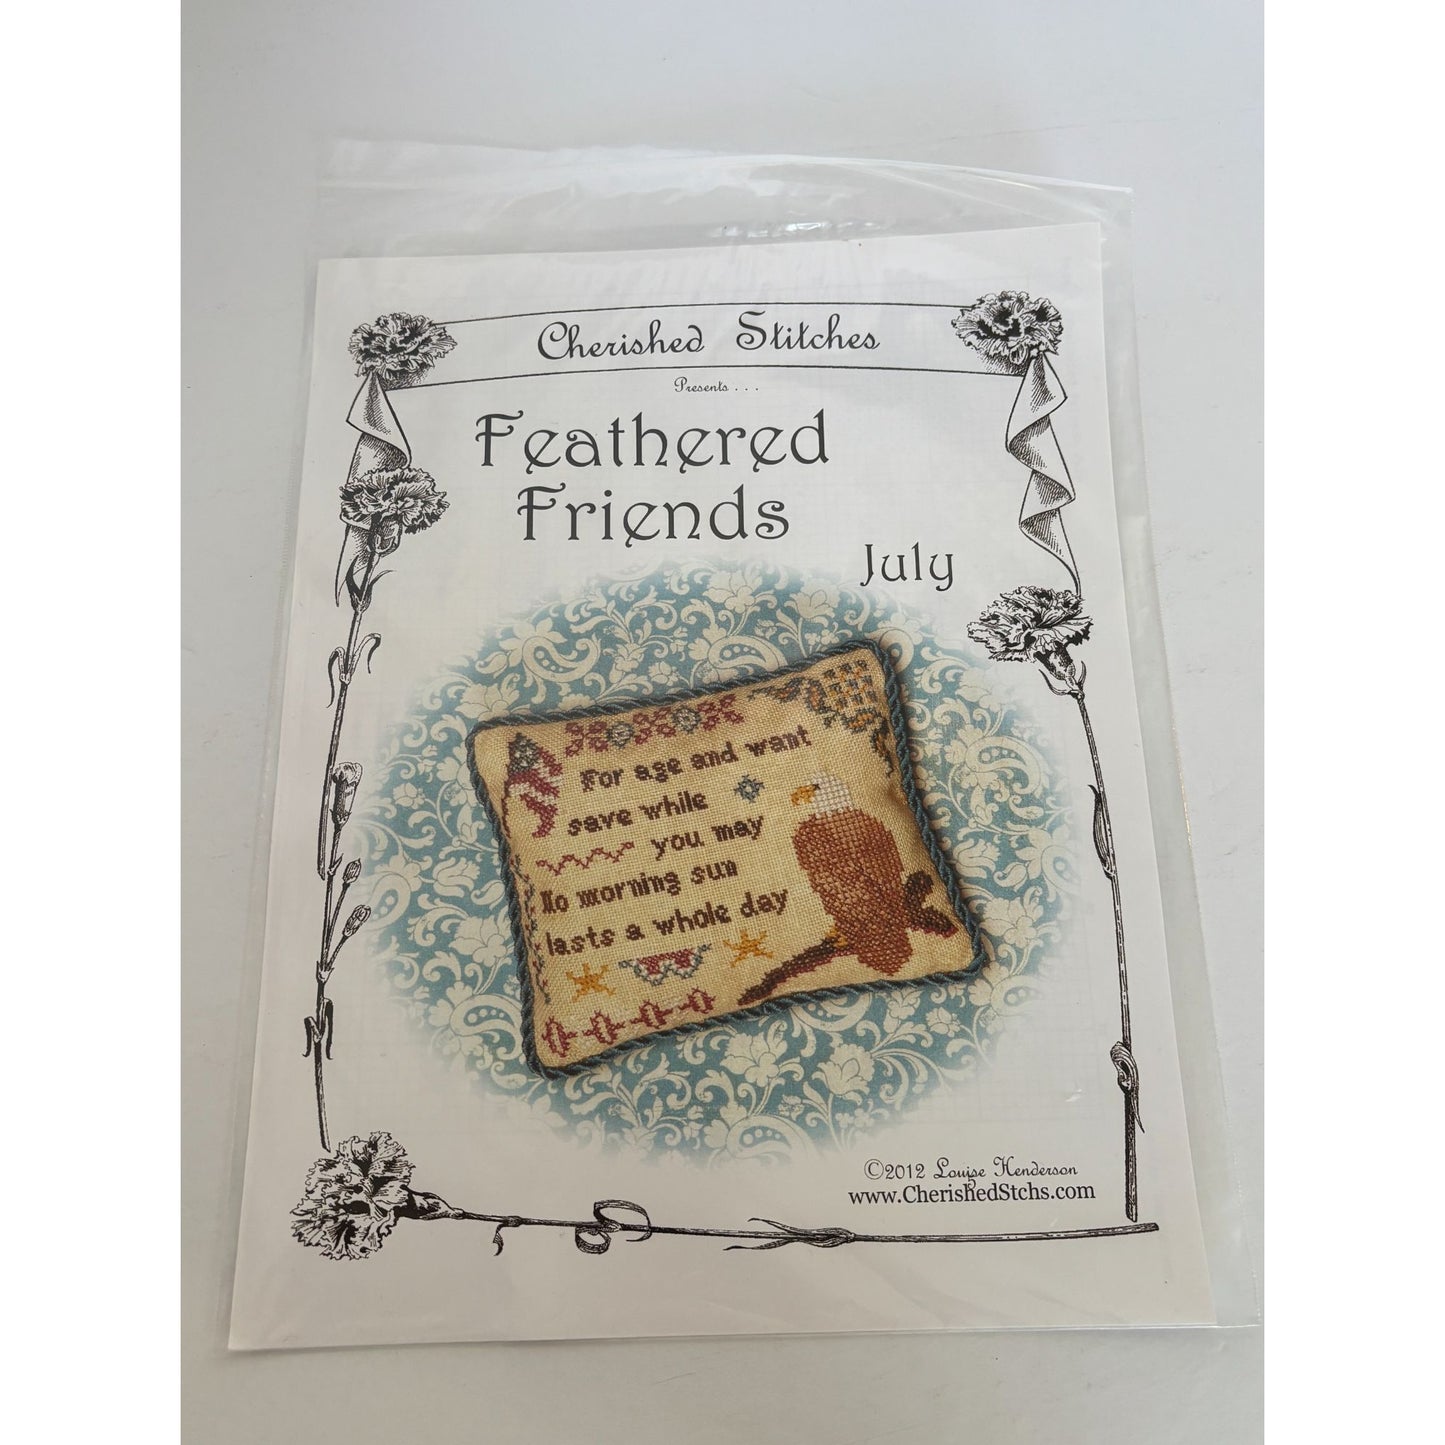 Cherished Stitches
Presents . . .
Feathered
Friends
July
For age and want
save while
you may
No morning sun
lasts a whole day
©2012 Louise Henderson
www.CherishedStchs.com